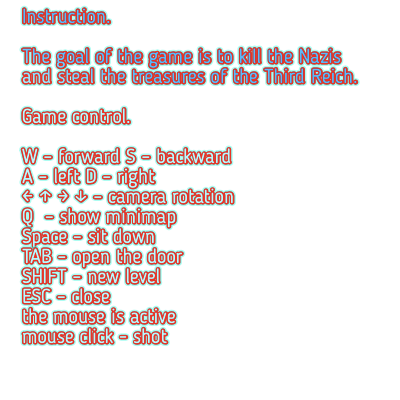 Instruction.
The goal of the game is to kill the Nazis
and steal the treasures of the Third Reich.
Game control.
W - forward S - backward
A - left D - right
← ↑ → ↓ - camera rotation
Q - show minimap
Space - sit down
TAB - open the door
SHIFT - new level
ESC - close
the mouse is active
mouse click - shot